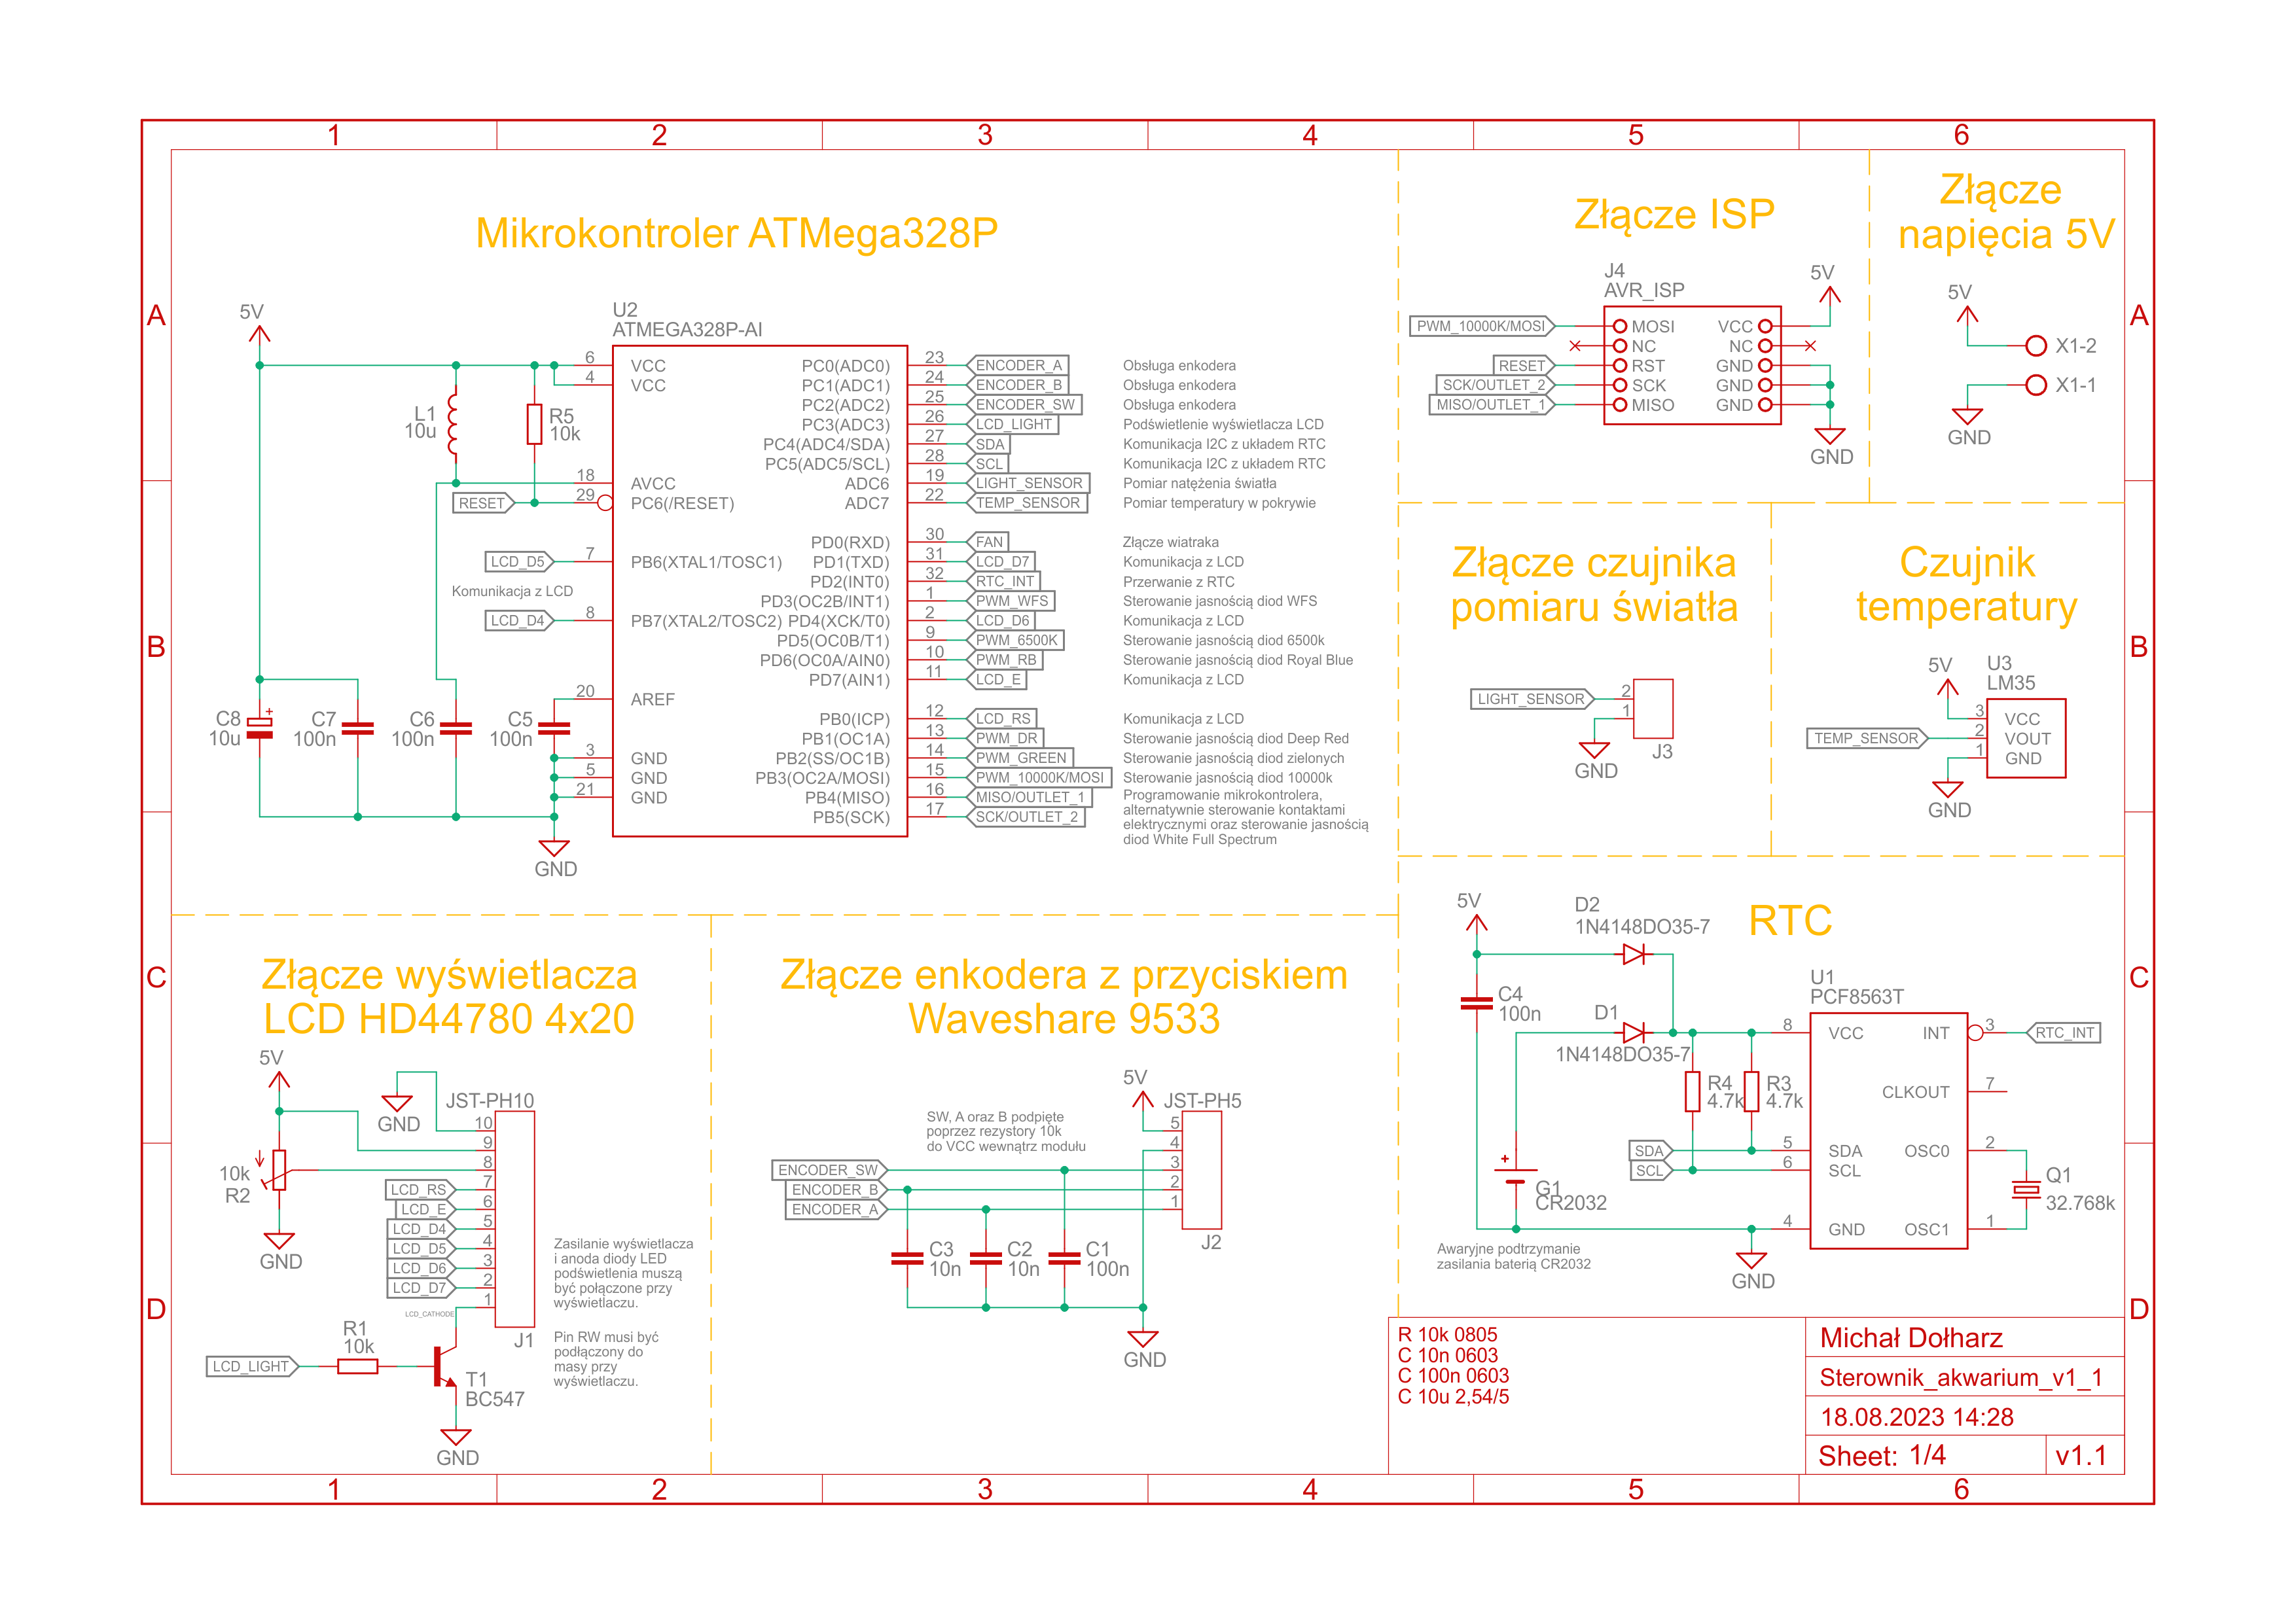 1 2 3 4 5 6
A
B
C
D
A
B
C
D
1 2 3 4 5 6
Mikrokontroler ATMega328P
5V
U2
ATMEGA328P-AI
L1
10u
R5
10k
RESET
LCD_D5
Komunikacja z LCD
LCD_D4
C8
10u
+
C7
100n
C6
100n
C5
100n
GND
6 VCC
4 VCC
18 AVCC
29 PC6(/RESET)
7 PB6(XTAL1/TOSC1)
8 PB7(XTAL2/TOSC2)
20 AREF
3 GND
5 GND
21 GND
PC0(ADC0) 23 ENCODER_A Obsługa enkodera
PC1(ADC1) 24 ENCODER_B Obsługa enkodera
PC2(ADC2) 25 ENCODER_SW Obsługa enkodera
PC3(ADC3) 26 LCD_LIGHT Podświetlenie wyświetlacza LCD
PC4(ADC4/SDA) 27 SDA Komunikacja I2C z układem RTC
PC5(ADC5/SCL) 28 SCL Komunikacja I2C z układem RTC
ADC6 19 LIGHT_SENSOR Pomiar natężenia światła
ADC7 22 TEMP_SENSOR Pomiar temperatury w pokrywie
PD0(RXD) 30 FAN Złącze wiatraka
PD1(TXD) 31 LCD_D7 Komunikacja z LCD
PD2(INT0) 32 RTC_INT Przerwanie z RTC
PD3(OC2B/INT1) 1 PWM_WFS Sterowanie jasnością diod WFS
PD4(XCK/T0) 2 LCD_D6 Komunikacja z LCD
PD5(OC0B/T1) 9 PWM_6500K Sterowanie jasnością diod 6500k
PD6(OC0A/AIN0) 10 PWM_RB Sterowanie jasnością diod Royal Blue
PD7(AIN1) 11 LCD_E Komunikacja z LCD
PB0(ICP) 12 LCD_RS Komunikacja z LCD
PB1(OC1A) 13 PWM_DR Sterowanie jasnością diod Deep Red
PB2(SS/OC1B) 14 PWM_GREEN Sterowanie jasnością diod zielonych
PB3(OC2A/MOSI) 15 PWM_10000K/MOSI Sterowanie jasnością diod 10000k
PB4(MISO) 16 MISO/OUTLET_1
PB5(SCK) 17 SCK/OUTLET_2
Programowanie mikrokontrolera,
alternatywnie sterowanie kontaktami
elektrycznymi oraz sterowanie jasnością
diod White Full Spectrum
Złącze ISP
J4
AVR_ISP
5V
PWM_10000K/MOSI MOSI VCC
NC NC
RESET RST GND
SCK/OUTLET_2 SCK GND
MISO/OUTLET_1 MISO GND
GND
Złącze
napięcia 5V
5V
X1-2
X1-1
GND
Złącze czujnika
pomiaru światła
LIGHT_SENSOR 2
1
GND
J3
Czujnik
temperatury
5V
U3
LM35
3 VCC
TEMP_SENSOR 2 VOUT
1 GND
GND
Złącze wyświetlacza
LCD HD44780 4x20
5V
GND
JST-PH10
10
9
8
10k
R2
GND
LCD_RS 7
LCD_E 6
LCD_D4 5
LCD_D5 4
LCD_D6 3
LCD_D7 2
LCD_CATHODE 1
J1
LCD_LIGHT
R1
10k
T1
BC547
GND
Zasilanie wyświetlacza
i anoda diody LED
podświetlenia muszą
być połączone przy
wyświetlaczu.
Pin RW musi być
podłączony do
masy przy
wyświetlaczu.
Złącze enkodera z przyciskiem
Waveshare 9533
SW, A oraz B podpięte
poprzez rezystory 10k
do VCC wewnątrz modułu
5V
JST-PH5
5
4
ENCODER_SW 3
ENCODER_B 2
ENCODER_A 1
J2
C3
10n
C2
10n
C1
100n
GND
RTC
5V
D2
1N4148DO35-7
C4
100n
D1
1N4148DO35-7
U1
PCF8563T
R4
4.7k
R3
4.7k
SDA
SCL
+
G1
CR2032
8 VCC
5 SDA
6 SCL
4 GND
INT 3 RTC_INT
CLKOUT 7
OSC0 2
OSC1 1
Q1
32.768k
GND
Awaryjne podtrzymanie
zasilania baterią CR2032
R 10k 0805
C 10n 0603
C 100n 0603
C 10u 2,54/5
Michał Dołharz
Sterownik_akwarium_v1_1
18.08.2023 14:28
Sheet: 1/4 v1.1